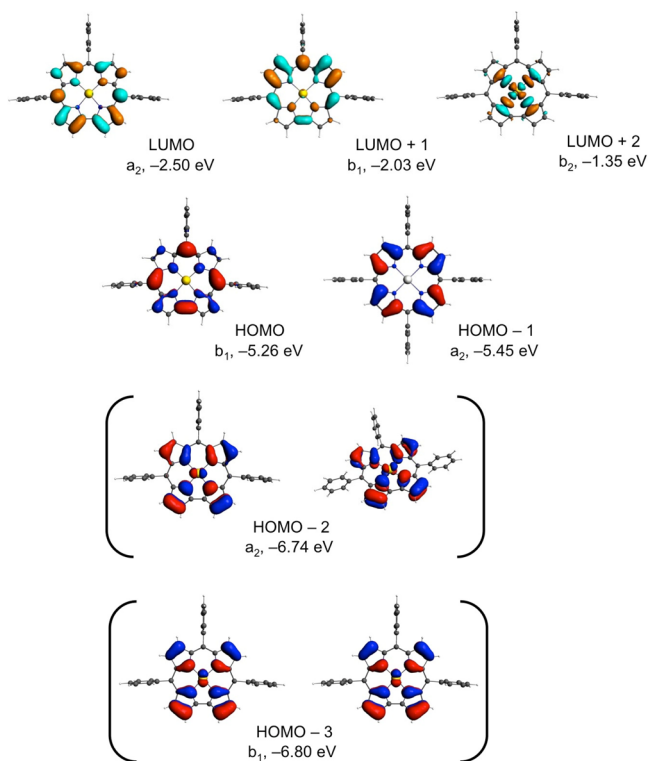 LUMO
a₂, –2.50 eV
LUMO + 1
b₁, –2.03 eV
LUMO + 2
b₂, –1.35 eV
HOMO
b₁, –5.26 eV
HOMO – 1
a₂, –5.45 eV
HOMO – 2
a₂, –6.74 eV
HOMO – 3
b₁, –6.80 eV